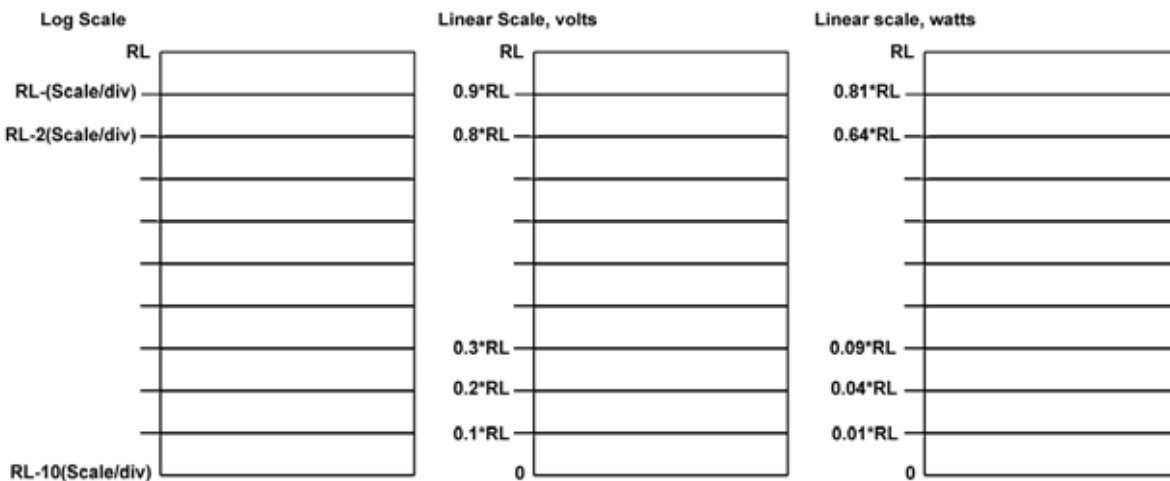 Log Scale
RL
RL-(Scale/div)
RL-2(Scale/div)
RL-10(Scale/div)
Linear Scale, volts
RL
0.9*RL
0.8*RL
0.3*RL
0.2*RL
0.1*RL
0
Linear scale, watts
RL
0.81*RL
0.64*RL
0.09*RL
0.04*RL
0.01*RL
0